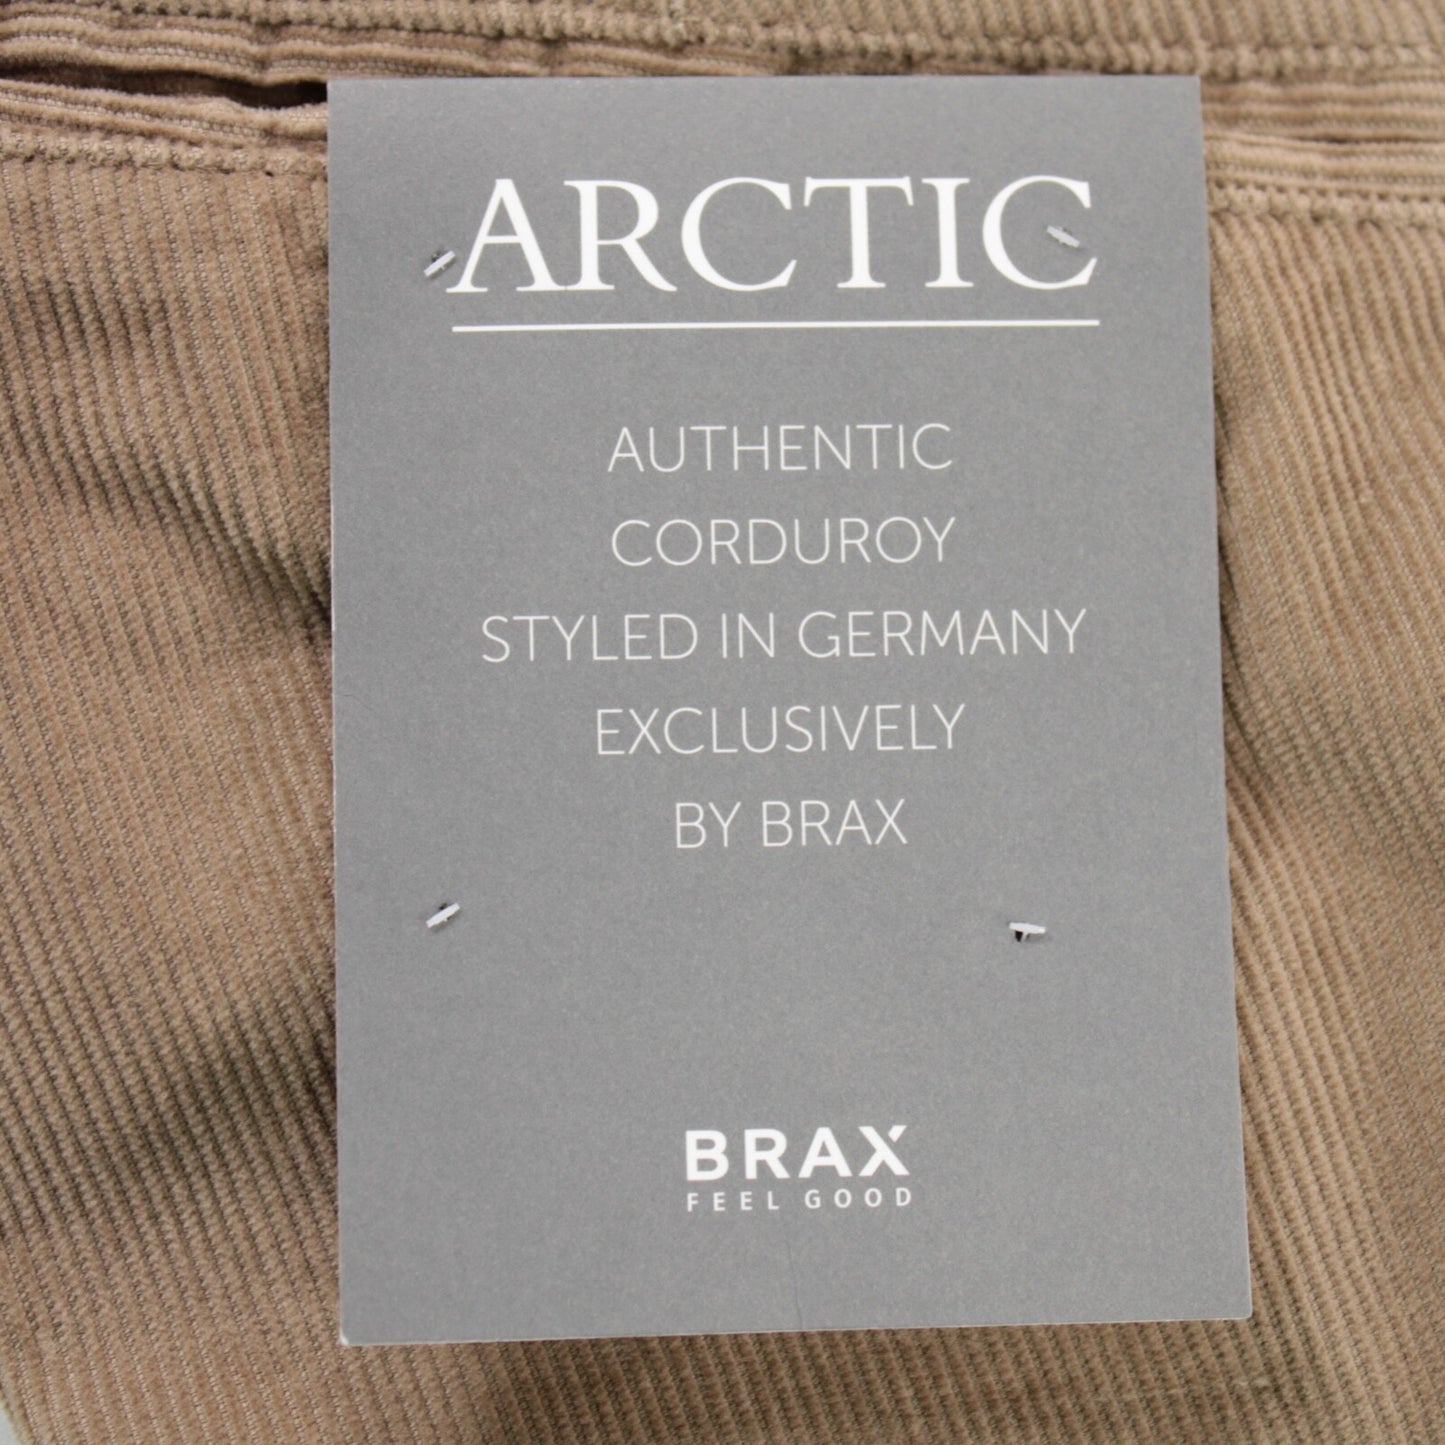 ARCTIC
AUTHENTIC
CORDUROY
STYLED IN GERMANY
EXCLUSIVELY
BY BRAX
BRAX
FEEL GOOD